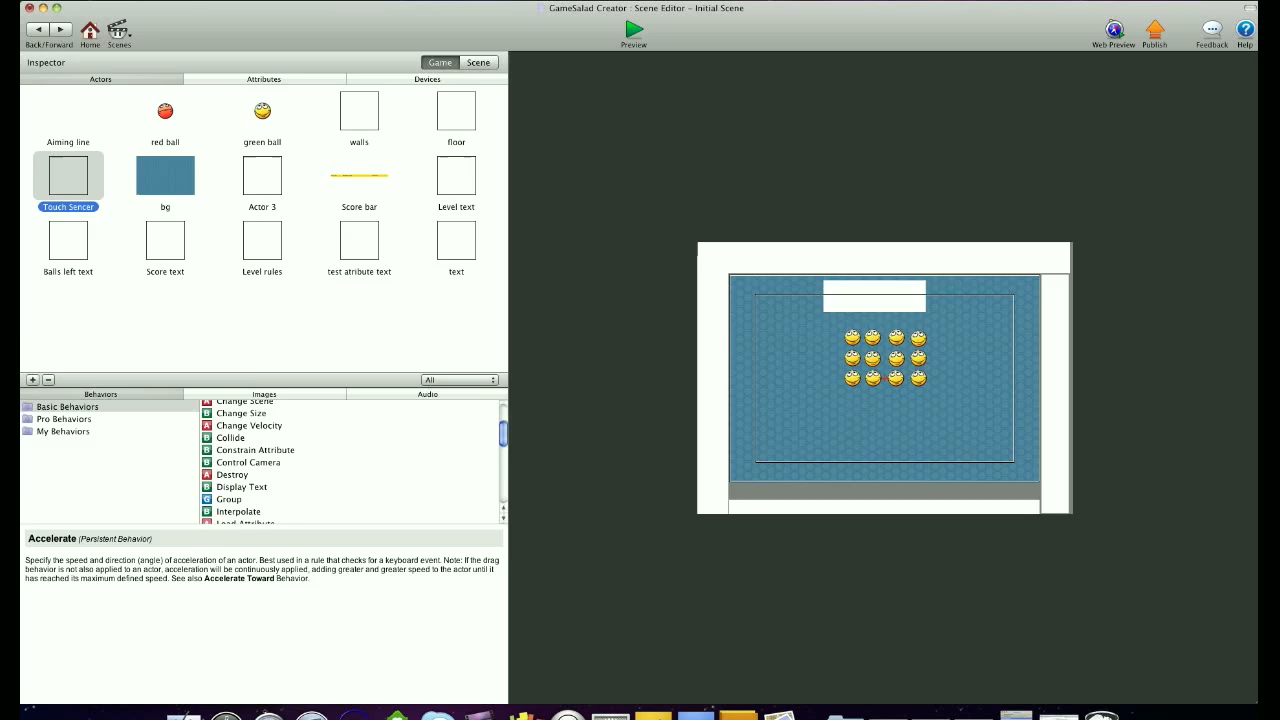 GameSalad Creator : Scene Editor - Initial Scene
Back/Forward Home Scenes Preview Web Preview Publish Feedback Help
Inspector Game Scene
Actors Attributes Devices
Aiming line red ball green ball walls floor
Touch Sencer bg Actor 3 Score bar Level text
Balls left text Score text Level rules test atribute text text
All
Behaviors Images Audio
Basic Behaviors
Pro Behaviors
My Behaviors
Change Scene
Change Size
Change Velocity
Collide
Constrain Attribute
Control Camera
Destroy
Display Text
Group
Interpolate
Load Attribute
Accelerate (Persistent Behavior)
Specify the speed and direction (angle) of acceleration of an actor. Best used in a rule that checks for a keyboard event. Note: If the drag
behavior is not also applied to an actor, acceleration will be continuously applied, adding greater and greater speed to the actor until it
has reached its maximum defined speed. See also Accelerate Toward Behavior.